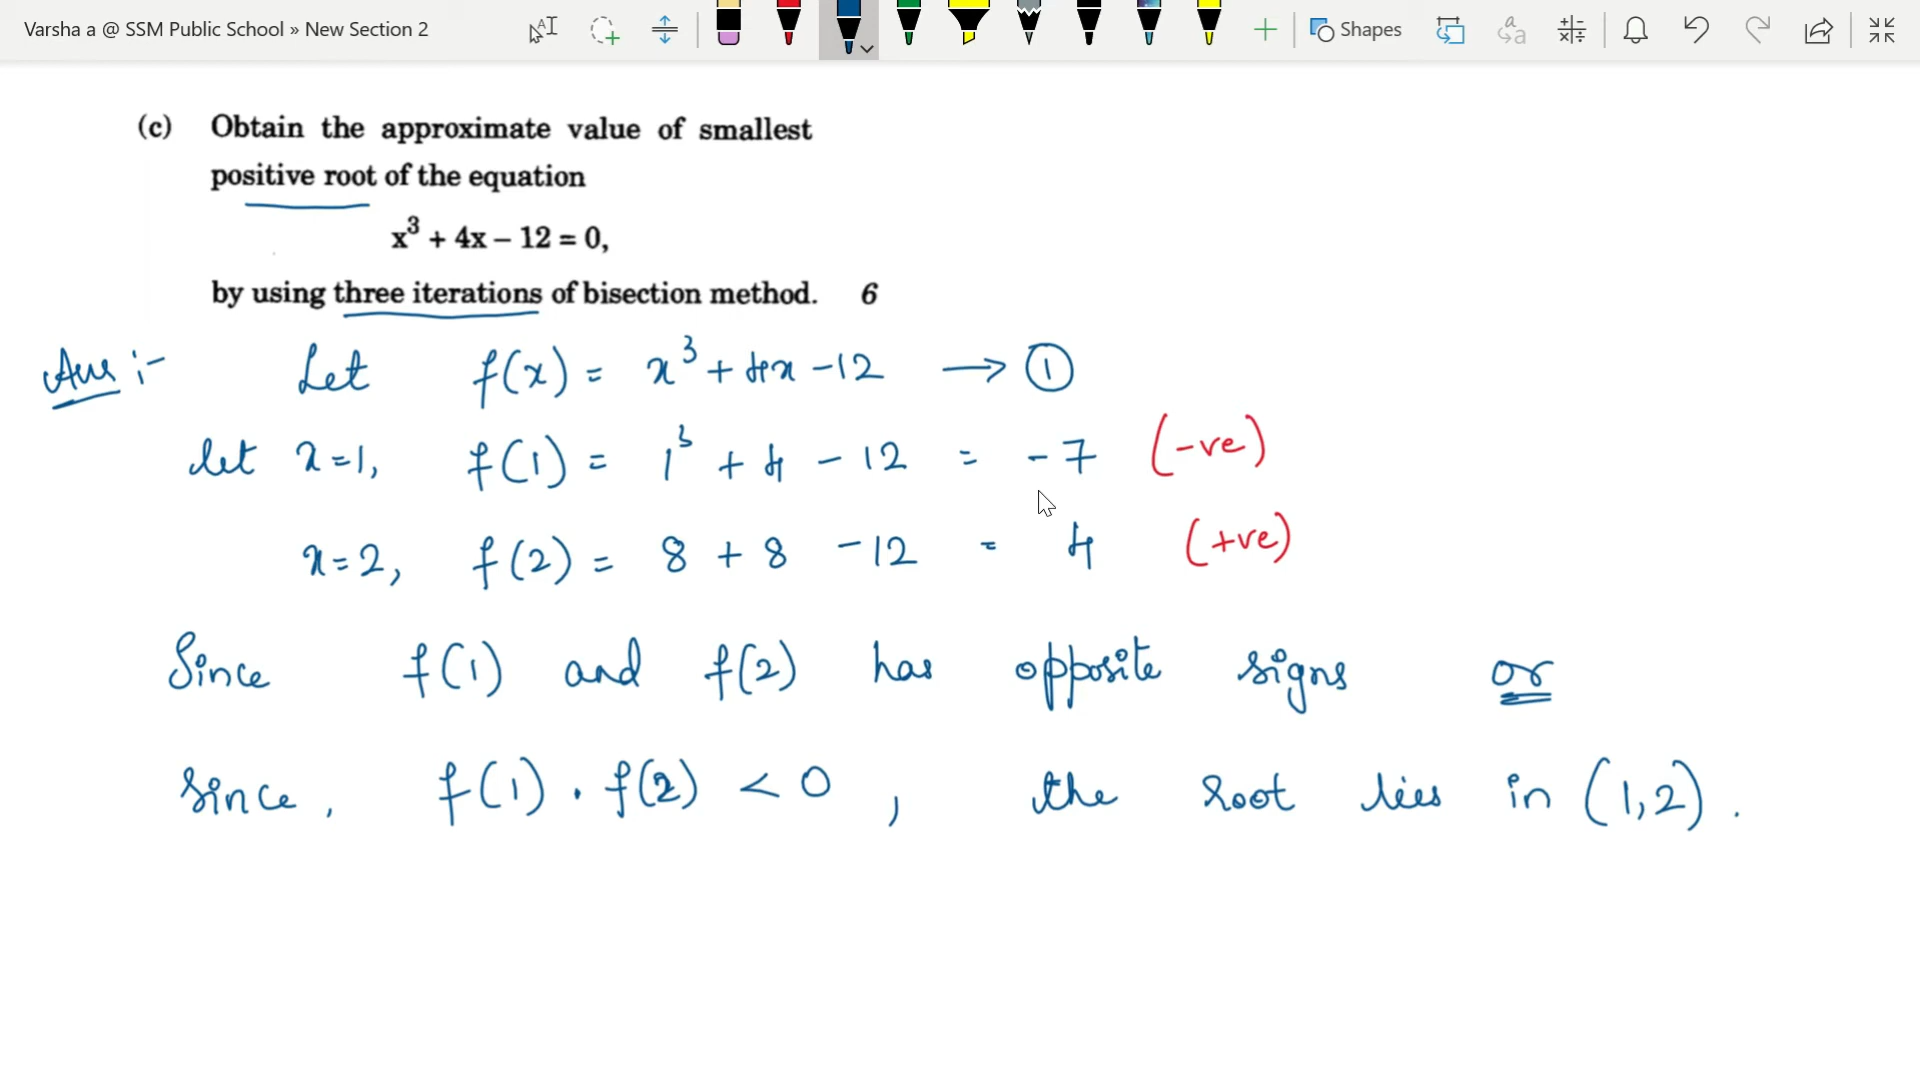 Varsha a @ SSM Public School » New Section 2
Shapes
(c) Obtain the approximate value of smallest
positive root of the equation
x³ + 4x – 12 = 0,
by using three iterations of bisection method. 6
Ans :- Let f(x) = x³ + 4x - 12 → ①
let x=1, f(1) = 1³ + 4 - 12 = -7 (-ve)
x=2, f(2) = 8 + 8 - 12 = 4 (+ve)
Since f(1) and f(2) has opposite signs or
since, f(1) . f(2) < 0 , the root lies in (1,2) .